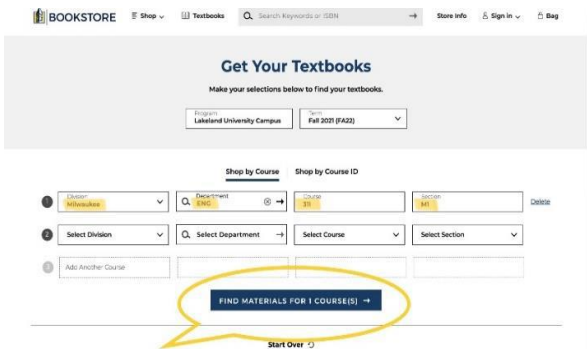 BOOKSTORE Shop Textbooks Search Keywords or ISBN Store Info Sign in Bag
Get Your Textbooks
Make your selections below to find your textbooks.
Program Term
Lakeland University Campus Fall 2021 (FA22)
Shop by Course Shop by Course ID
Division Department Course Section
1 Milwaukee ENG 311 M1 Delete
2 Select Division Select Department Select Course Select Section
3 Add Another Course
FIND MATERIALS FOR 1 COURSE(S) →
Start Over